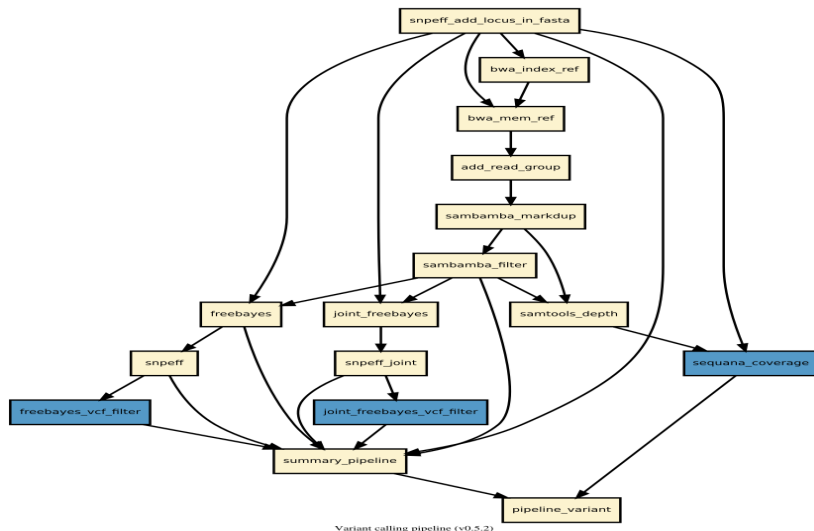 snpeff_add_locus_in_fasta
bwa_index_ref
bwa_mem_ref
add_read_group
sambamba_markdup
sambamba_filter
freebayes
joint_freebayes
samtools_depth
snpeff
snpeff_joint
sequana_coverage
freebayes_vcf_filter
joint_freebayes_vcf_filter
summary_pipeline
pipeline_variant
Variant calling pipeline (v0.5.2)